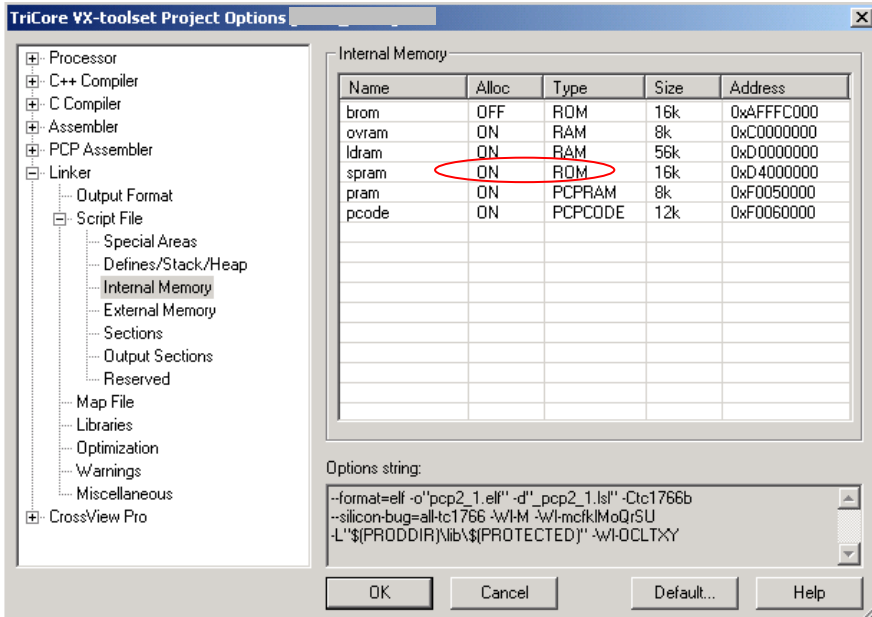 TriCore VX-toolset Project Options
Processor
C++ Compiler
C Compiler
Assembler
PCP Assembler
Linker
Output Format
Script File
Special Areas
Defines/Stack/Heap
Internal Memory
External Memory
Sections
Output Sections
Reserved
Map File
Libraries
Optimization
Warnings
Miscellaneous
CrossView Pro
Internal Memory
Name Alloc Type Size Address
brom OFF ROM 16k 0xAFFFC000
ovram ON RAM 8k 0xC0000000
ldram ON RAM 56k 0xD0000000
spram ON ROM 16k 0xD4000000
pram ON PCPRAM 8k 0xF0050000
pcode ON PCPCODE 12k 0xF0060000
Options string:
--format=elf -o"pcp2_1.elf" -d"_pcp2_1.lsl" -Ctc1766b
--silicon-bug=all-tc1766 -Wl-M -Wl-mcfklMoQrSU
-L"$(PRODDIR)\lib\$(PROTECTED)" -Wl-OCLTXY
OK Cancel Default... Help